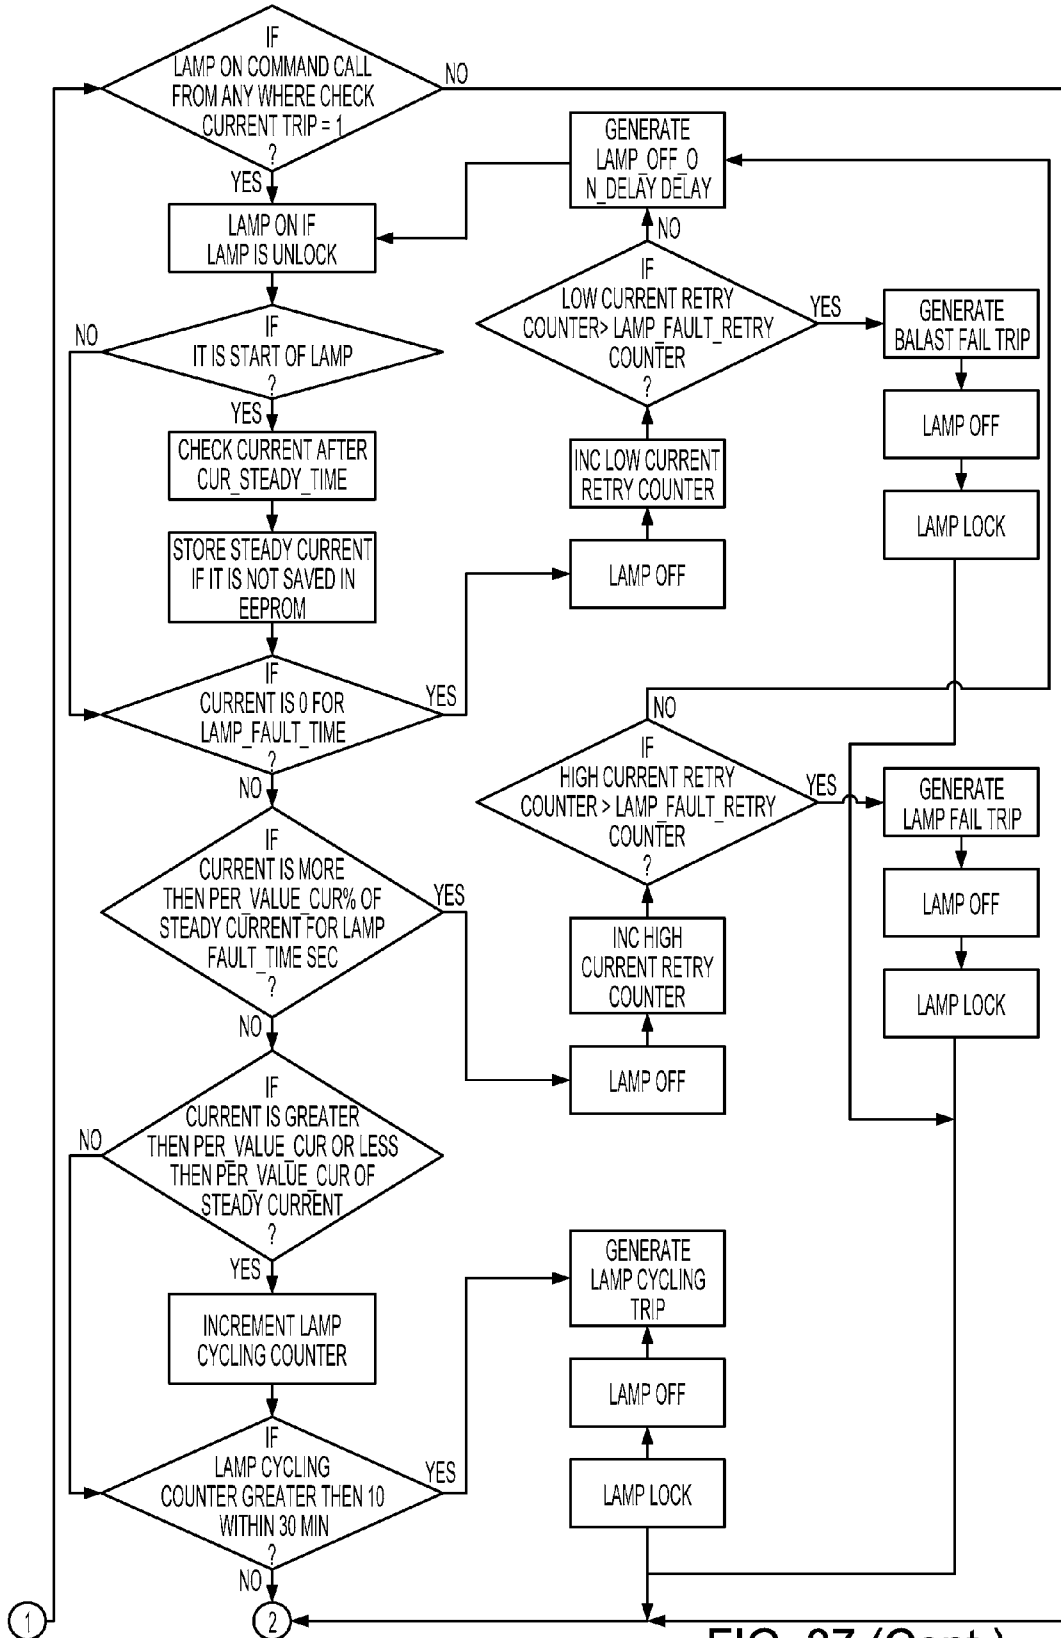 IF
LAMP ON COMMAND CALL
FROM ANY WHERE CHECK
CURRENT TRIP = 1
?
NO
YES
LAMP ON IF
LAMP IS UNLOCK
IF
IT IS START OF LAMP
?
NO
YES
CHECK CURRENT AFTER
CUR_STEADY_TIME
STORE STEADY CURRENT
IF IT IS NOT SAVED IN
EEPROM
IF
CURRENT IS 0 FOR
LAMP_FAULT_TIME
?
YES
NO
IF
CURRENT IS MORE
THEN PER_VALUE_CUR% OF
STEADY CURRENT FOR LAMP
FAULT_TIME SEC
?
YES
NO
IF
CURRENT IS GREATER
THEN PER_VALUE_CUR OR LESS
THEN PER_VALUE_CUR OF
STEADY CURRENT
?
NO
YES
INCREMENT LAMP
CYCLING COUNTER
IF
LAMP CYCLING
COUNTER GREATER THEN 10
WITHIN 30 MIN
?
YES
NO
1
2
GENERATE
LAMP_OFF_O
N_DELAY DELAY
NO
IF
LOW CURRENT RETRY
COUNTER> LAMP_FAULT_RETRY
COUNTER
?
YES
INC LOW CURRENT
RETRY COUNTER
LAMP OFF
GENERATE
BALAST FAIL TRIP
LAMP OFF
LAMP LOCK
NO
IF
HIGH CURRENT RETRY
COUNTER > LAMP_FAULT_RETRY
COUNTER
?
YES
INC HIGH
CURRENT RETRY
COUNTER
LAMP OFF
GENERATE
LAMP FAIL TRIP
LAMP OFF
LAMP LOCK
GENERATE
LAMP CYCLING
TRIP
LAMP OFF
LAMP LOCK
FIG. 37 (Cont.)